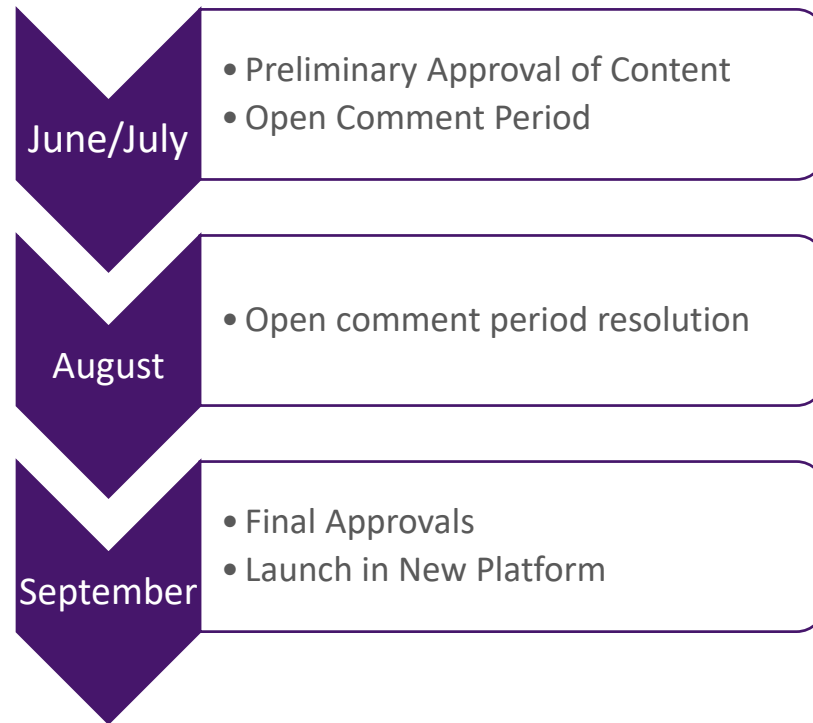 June/July
• Preliminary Approval of Content
• Open Comment Period
August
• Open comment period resolution
September
• Final Approvals
• Launch in New Platform